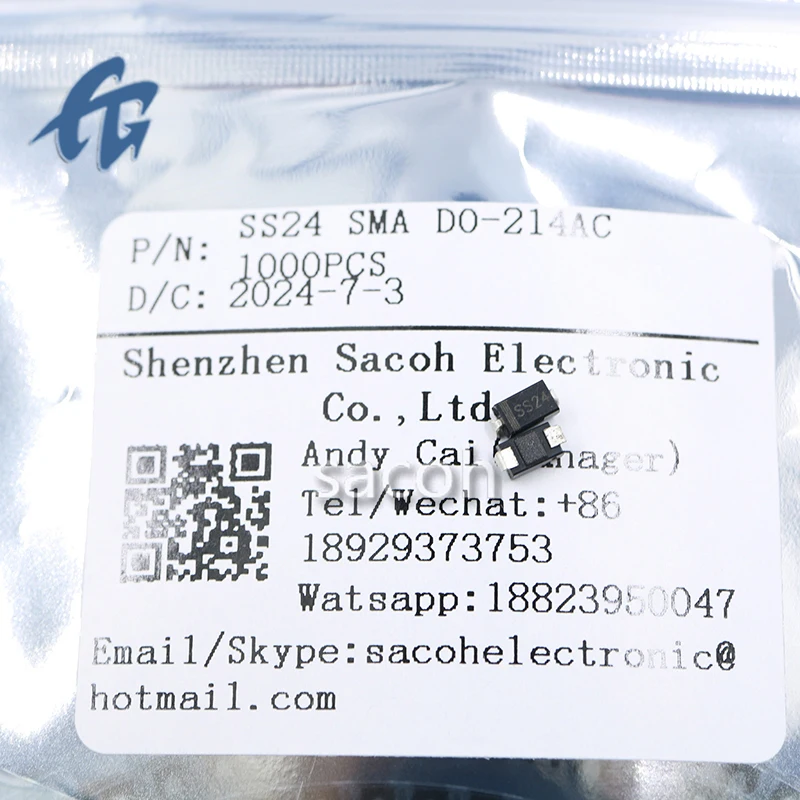 P/N: SS24 SMA DO-214AC
1000PCS
D/C: 2024-7-3
Shenzhen Sacoh Electronic
Co.,Ltd
SS24
Andy Cai
sacoh
Tel/Wechat:+86
18929373753
Watsapp:18823950047
Email/Skype:sacohelectronic@
hotmail.com